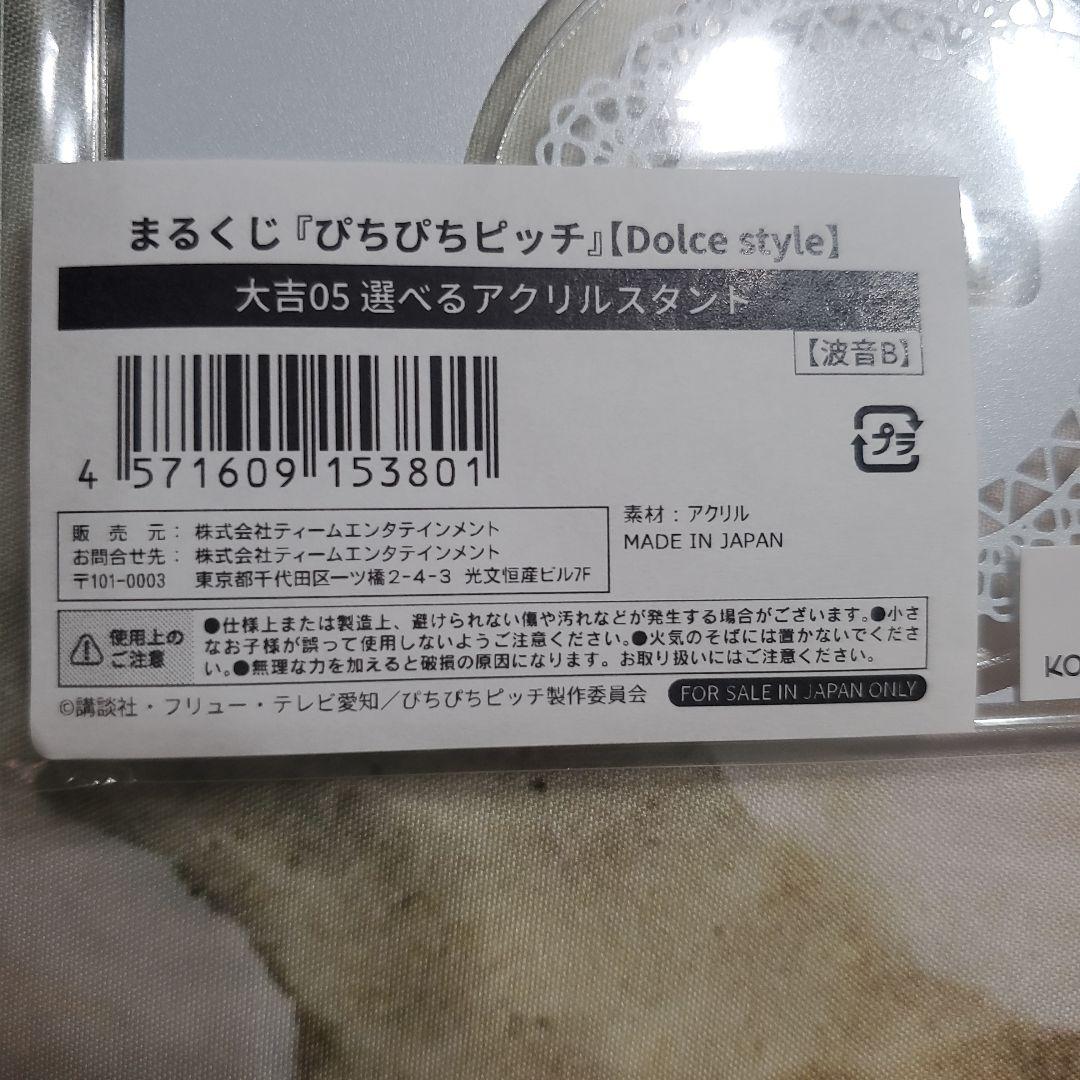 まるくじ『ぴちぴちピッチ』【Dolce style】
大吉05 選べるアクリルスタンド
【波音B】
プラ
4 571609 153801
販売元： 株式会社ティームエンタテインメント
お問合せ先： 株式会社ティームエンタテインメント
〒101-0003 東京都千代田区一ツ橋2-4-3 光文恒産ビル7F
素材：アクリル
MADE IN JAPAN
使用上の
ご注意
●仕様上または製造上、避けられない傷や汚れなどが発生する場合がございます。●小さ
なお子様が誤って使用しないようご注意ください。●火気のそばには置かないでくださ
い。●無理な力を加えると破損の原因になります。お取り扱いにはご注意ください。
©講談社・フリュー・テレビ愛知／ぴちぴちピッチ製作委員会
FOR SALE IN JAPAN ONLY